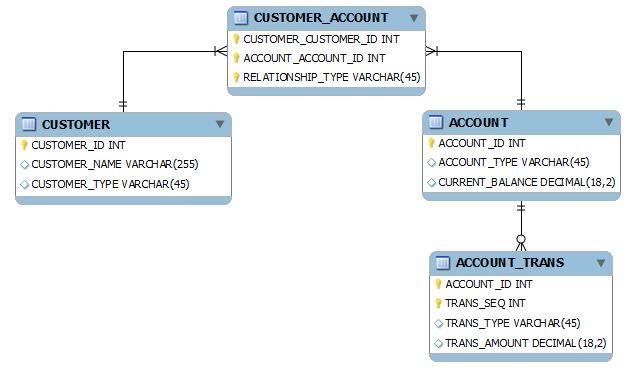 CUSTOMER_ACCOUNT
CUSTOMER_CUSTOMER_ID INT
ACCOUNT_ACCOUNT_ID INT
RELATIONSHIP_TYPE VARCHAR(45)
CUSTOMER
CUSTOMER_ID INT
CUSTOMER_NAME VARCHAR(255)
CUSTOMER_TYPE VARCHAR(45)
ACCOUNT
ACCOUNT_ID INT
ACCOUNT_TYPE VARCHAR(45)
CURRENT_BALANCE DECIMAL(18,2)
ACCOUNT_TRANS
ACCOUNT_ID INT
TRANS_SEQ INT
TRANS_TYPE VARCHAR(45)
TRANS_AMOUNT DECIMAL(18,2)